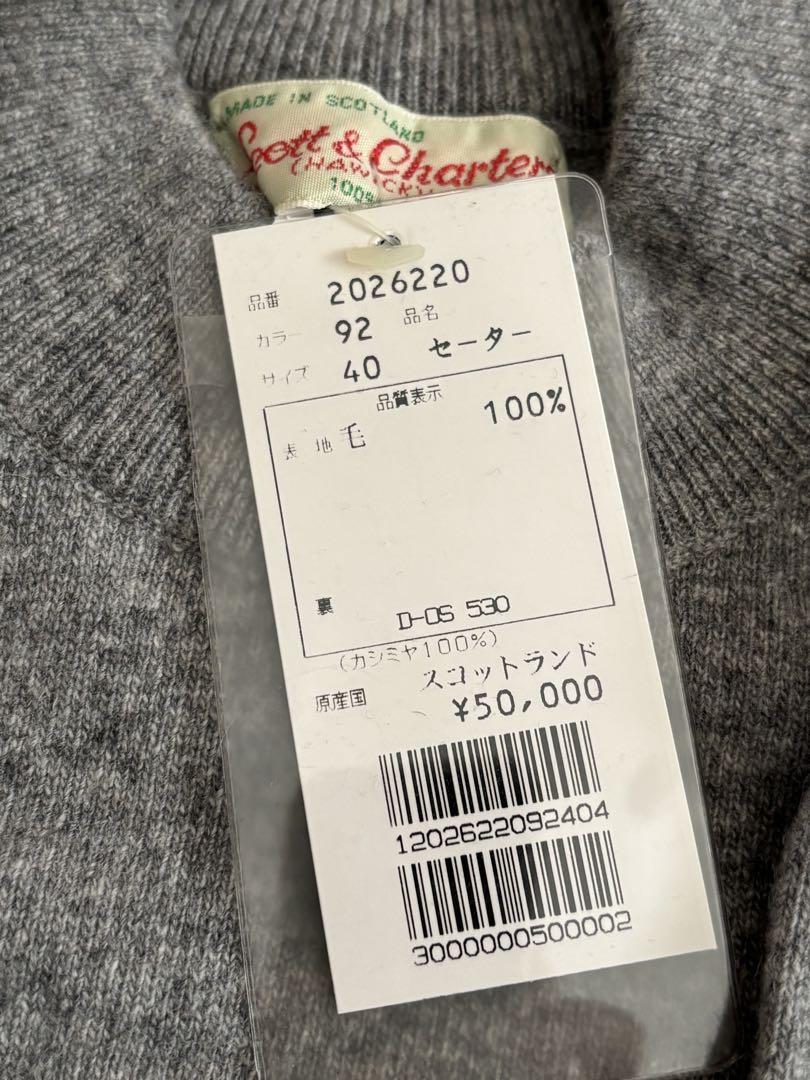 MADE IN SCOTLAND
Scott & Charters
(HAWICK)
100%
品番 2026220
カラー 92 品名
サイズ 40 セーター
品質表示
表 地 毛 100%
裏
D-OS 530
(カシミヤ100%)
原産国 スコットランド
¥50,000
1202622092404
3000000500002